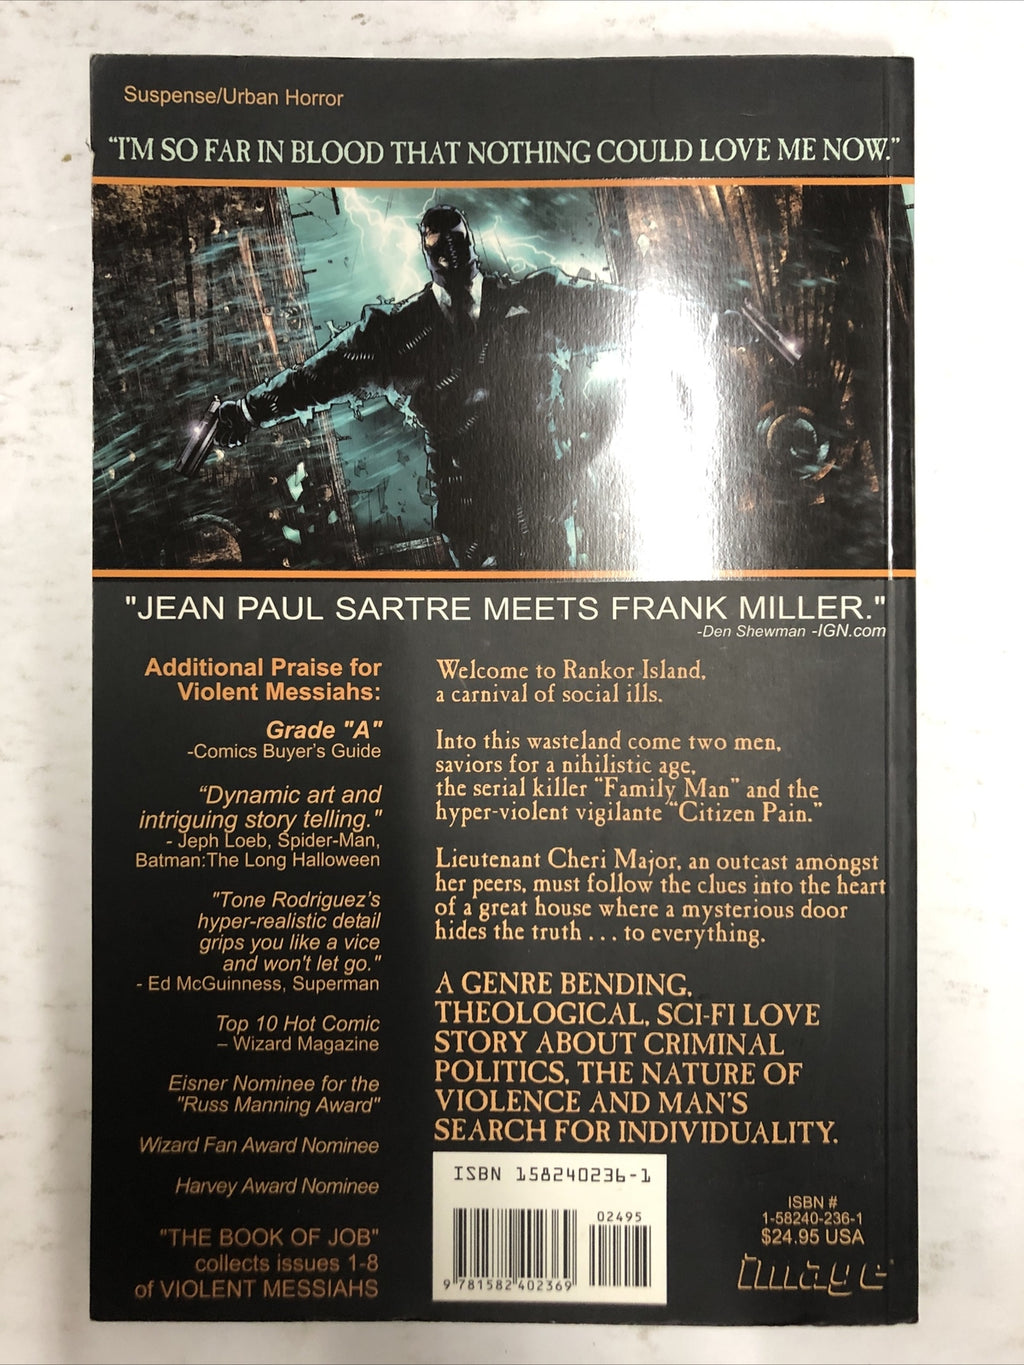 Suspense/Urban Horror
"I'M SO FAR IN BLOOD THAT NOTHING COULD LOVE ME NOW."
"JEAN PAUL SARTRE MEETS FRANK MILLER."
-Den Shewman -IGN.com
Additional Praise for
Violent Messiahs:
Grade "A"
-Comics Buyer's Guide
"Dynamic art and
intriguing story telling."
- Jeph Loeb, Spider-Man,
Batman:The Long Halloween
"Tone Rodriguez's
hyper-realistic detail
grips you like a vice
and won't let go."
- Ed McGuinness, Superman
Top 10 Hot Comic
– Wizard Magazine
Eisner Nominee for the
"Russ Manning Award"
Wizard Fan Award Nominee
Harvey Award Nominee
"THE BOOK OF JOB"
collects issues 1-8
of VIOLENT MESSIAHS
Welcome to Rankor Island,
a carnival of social ills.
Into this wasteland come two men,
saviors for a nihilistic age,
the serial killer "Family Man" and the
hyper-violent vigilante "Citizen Pain."
Lieutenant Cheri Major, an outcast amongst
her peers, must follow the clues into the heart
of a great house where a mysterious door
hides the truth . . . to everything.
A GENRE BENDING,
THEOLOGICAL, SCI-FI LOVE
STORY ABOUT CRIMINAL
POLITICS, THE NATURE OF
VIOLENCE AND MAN'S
SEARCH FOR INDIVIDUALITY.
ISBN 158240236-1
02495
9 781582 402369
ISBN #
1-58240-236-1
$24.95 USA
image